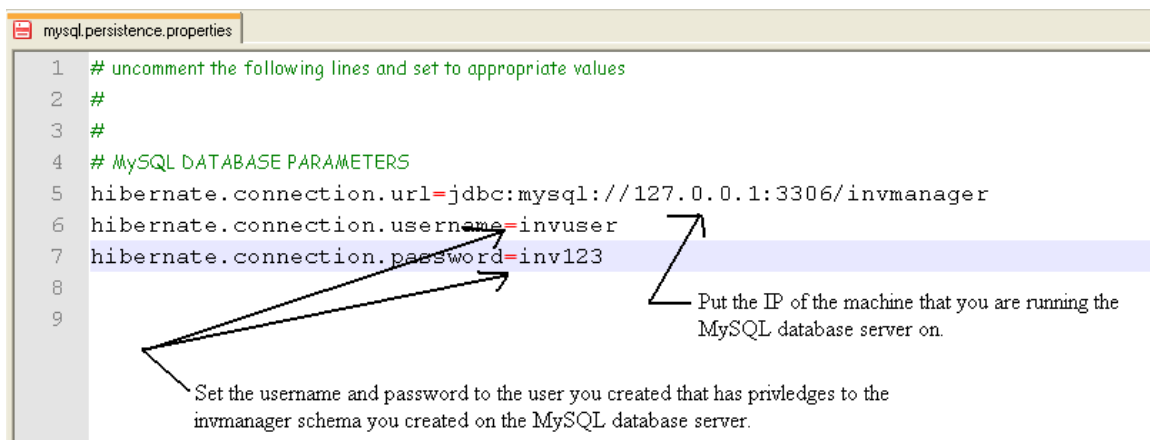 mysql.persistence.properties
1 # uncomment the following lines and set to appropriate values
2 #
3 #
4 # MySQL DATABASE PARAMETERS
5 hibernate.connection.url=jdbc:mysql://127.0.0.1:3306/invmanager
6 hibernate.connection.username=invuser
7 hibernate.connection.password=inv123
8
9
Put the IP of the machine that you are running the
MySQL database server on.
Set the username and password to the user you created that has privledges to the
invmanager schema you created on the MySQL database server.